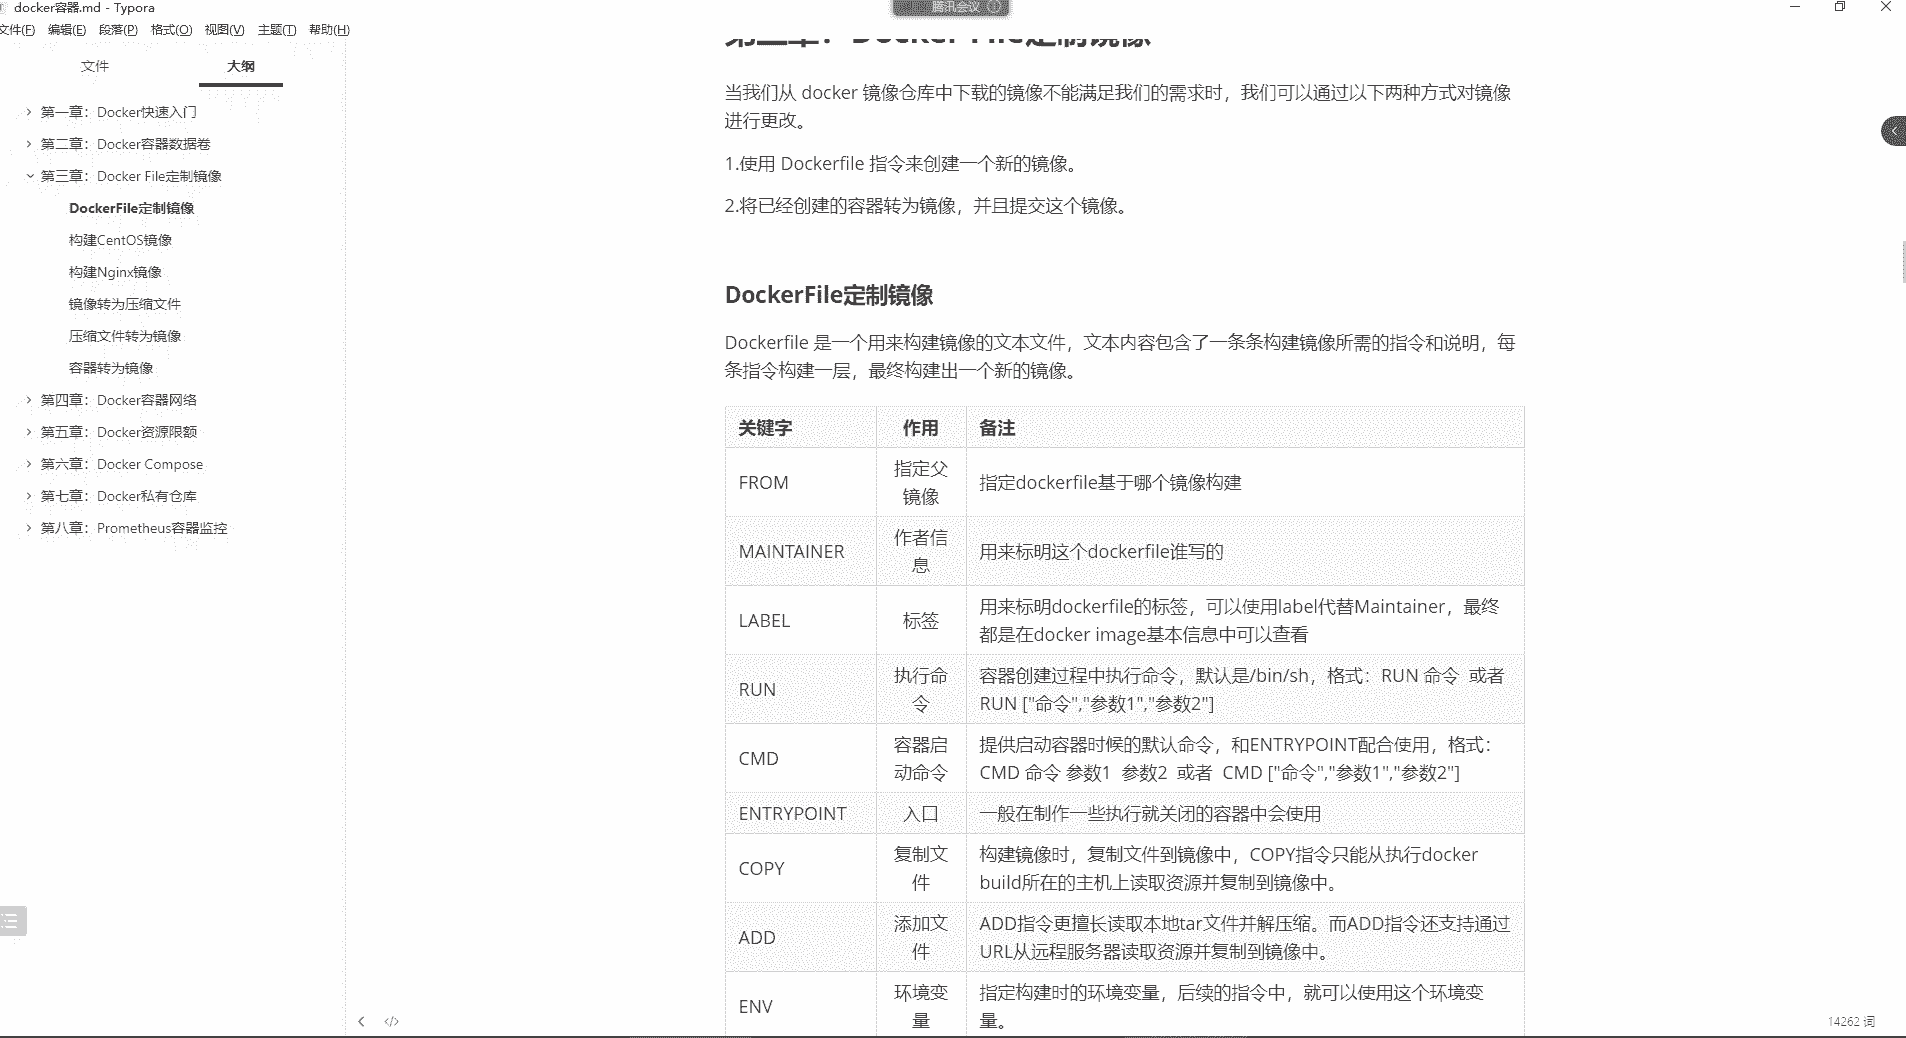 docker容器.md - Typora
腾讯会议
文件(F) 编辑(E) 段落(P) 格式(O) 视图(V) 主题(T) 帮助(H)
文件 大纲
第一章：Docker快速入门
第二章：Docker容器数据卷
第三章：Docker File定制镜像
DockerFile定制镜像
构建CentOS镜像
构建Nginx镜像
镜像转为压缩文件
压缩文件转为镜像
容器转为镜像
第四章：Docker容器网络
第五章：Docker资源限额
第六章：Docker Compose
第七章：Docker私有仓库
第八章：Prometheus容器监控
第三章：Docker File定制镜像
当我们从 docker 镜像仓库中下载的镜像不能满足我们的需求时，我们可以通过以下两种方式对镜像
进行更改。
1.使用 Dockerfile 指令来创建一个新的镜像。
2.将已经创建的容器转为镜像，并且提交这个镜像。
DockerFile定制镜像
Dockerfile 是一个用来构建镜像的文本文件，文本内容包含了一条条构建镜像所需的指令和说明，每
条指令构建一层，最终构建出一个新的镜像。
关键字 作用 备注
FROM 指定父
镜像 指定dockerfile基于哪个镜像构建
MAINTAINER 作者信
息 用来标明这个dockerfile谁写的
LABEL 标签 用来标明dockerfile的标签，可以使用label代替Maintainer，最终
都是在docker image基本信息中可以查看
RUN 执行命
令 容器创建过程中执行命令，默认是/bin/sh，格式：RUN 命令 或者
RUN ["命令","参数1","参数2"]
CMD 容器启
动命令 提供启动容器时候的默认命令，和ENTRYPOINT配合使用，格式：
CMD 命令 参数1 参数2 或者 CMD ["命令","参数1","参数2"]
ENTRYPOINT 入口 一般在制作一些执行就关闭的容器中会使用
COPY 复制文
件 构建镜像时，复制文件到镜像中，COPY指令只能从执行docker
build所在的主机上读取资源并复制到镜像中。
ADD 添加文
件 ADD指令更擅长读取本地tar文件并解压缩。而ADD指令还支持通过
URL从远程服务器读取资源并复制到镜像中。
ENV 环境变
量 指定构建时的环境变量，后续的指令中，就可以使用这个环境变
量。
14262 词